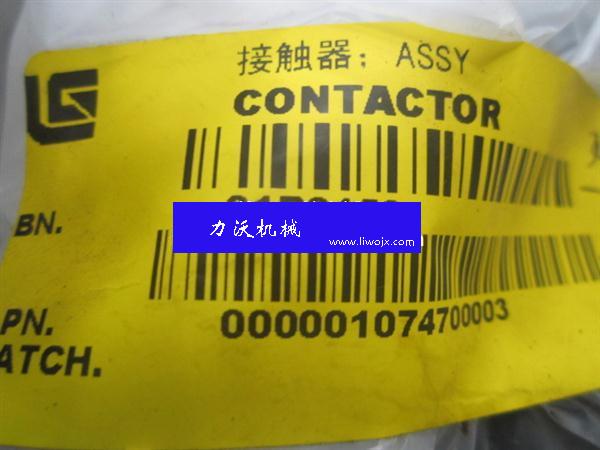 接触器; ASSY
CONTACTOR
BN.
力沃机械
www.liwojx.com
PN.
000001074700003
ATCH.